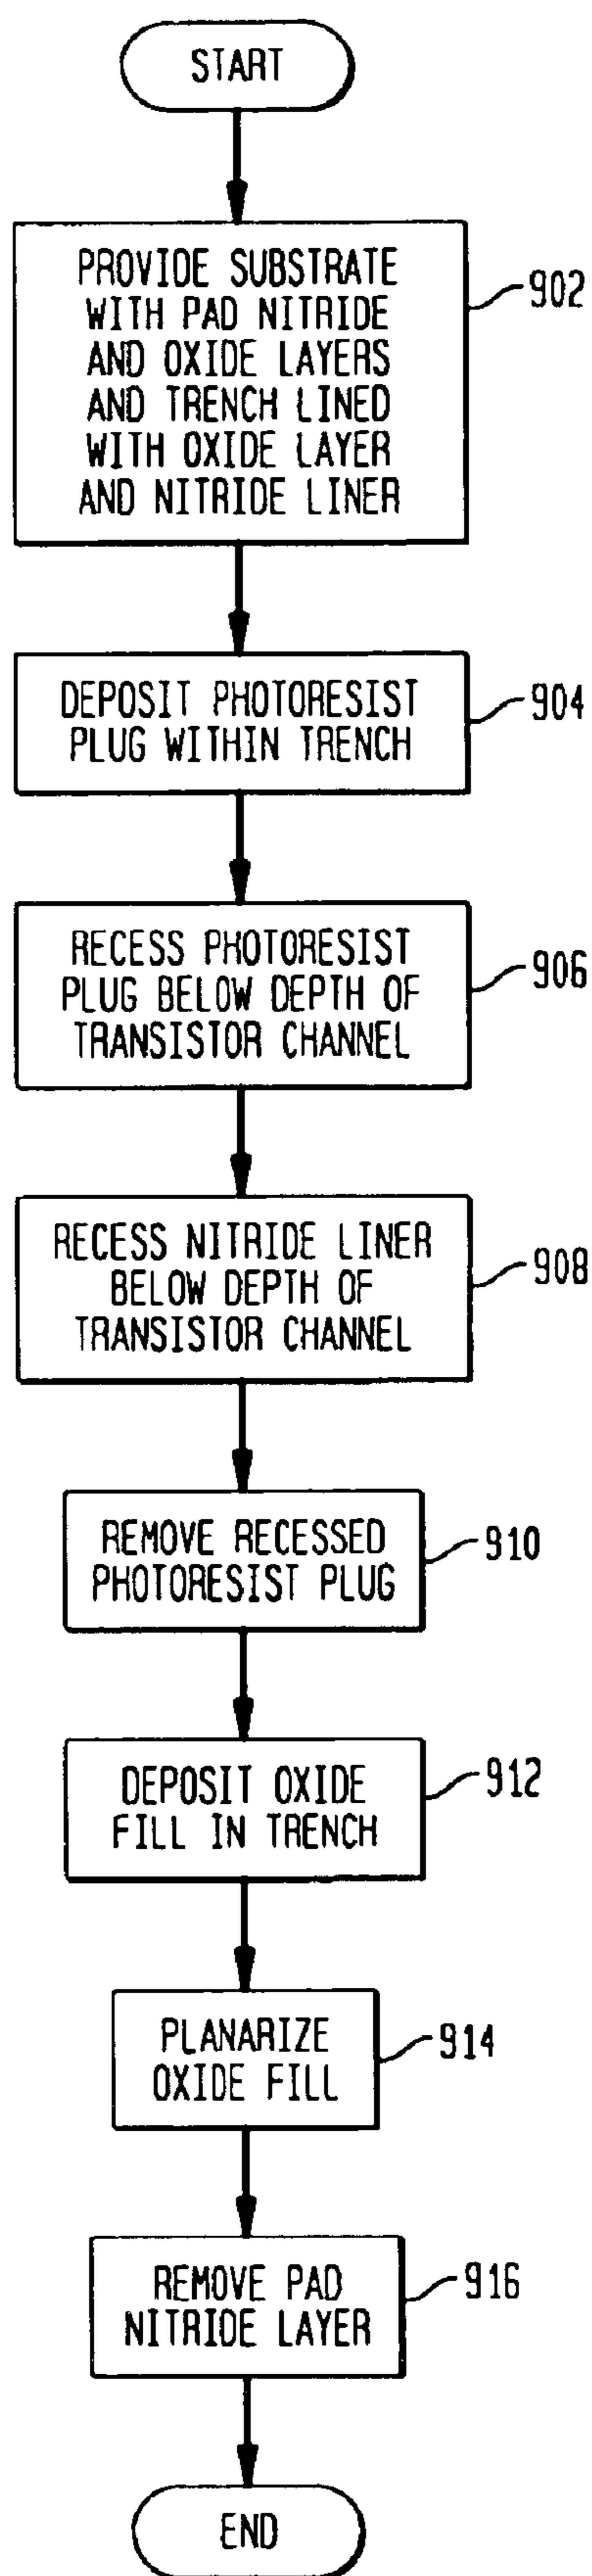 START
PROVIDE SUBSTRATE
WITH PAD NITRIDE
AND OXIDE LAYERS
AND TRENCH LINED
WITH OXIDE LAYER
AND NITRIDE LINER
902
DEPOSIT PHOTORESIST
PLUG WITHIN TRENCH
904
RECESS PHOTORESIST
PLUG BELOW DEPTH OF
TRANSISTOR CHANNEL
906
RECESS NITRIDE LINER
BELOW DEPTH OF
TRANSISTOR CHANNEL
908
REMOVE RECESSED
PHOTORESIST PLUG
910
DEPOSIT OXIDE
FILL IN TRENCH
912
PLANARIZE
OXIDE FILL
914
REMOVE PAD
NITRIDE LAYER
916
END